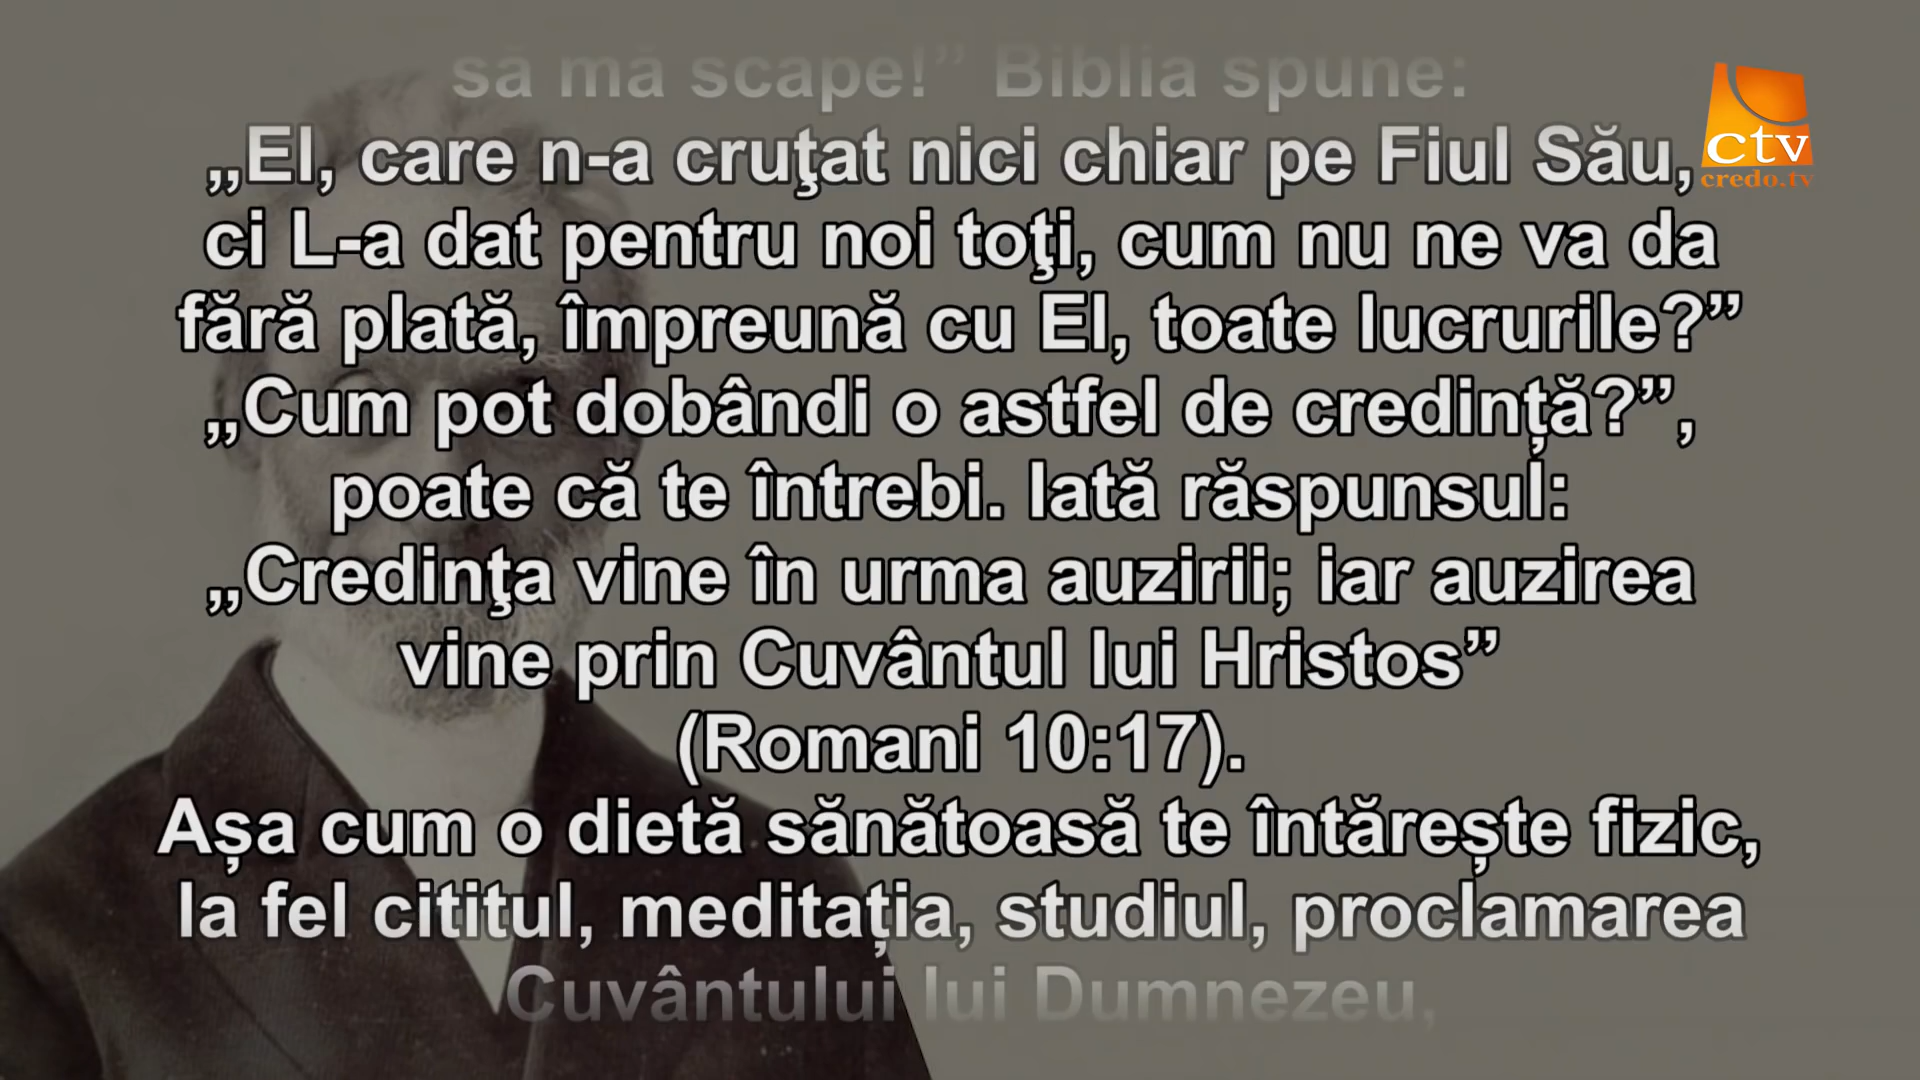 să mă scape!” Biblia spune:
„El, care n-a cruţat nici chiar pe Fiul Său,
ci L-a dat pentru noi toţi, cum nu ne va da
fără plată, împreună cu El, toate lucrurile?”
„Cum pot dobândi o astfel de credință?”,
poate că te întrebi. Iată răspunsul:
„Credinţa vine în urma auzirii; iar auzirea
vine prin Cuvântul lui Hristos”
(Romani 10:17).
Așa cum o dietă sănătoasă te întărește fizic,
la fel cititul, meditația, studiul, proclamarea
Cuvântului lui Dumnezeu,
ctv
credo.tv